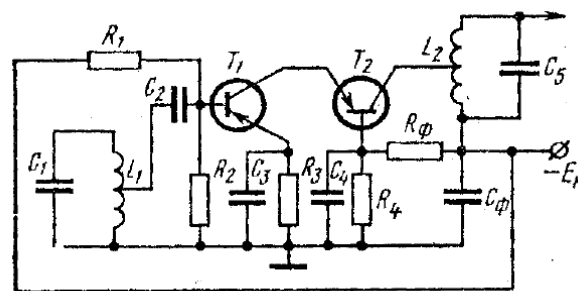 R₁
T₁
T₂
L₂
C₅
C₂
Rф
C₁
L₁
R₂
C₃
R₃
C₄
R₄
Cф